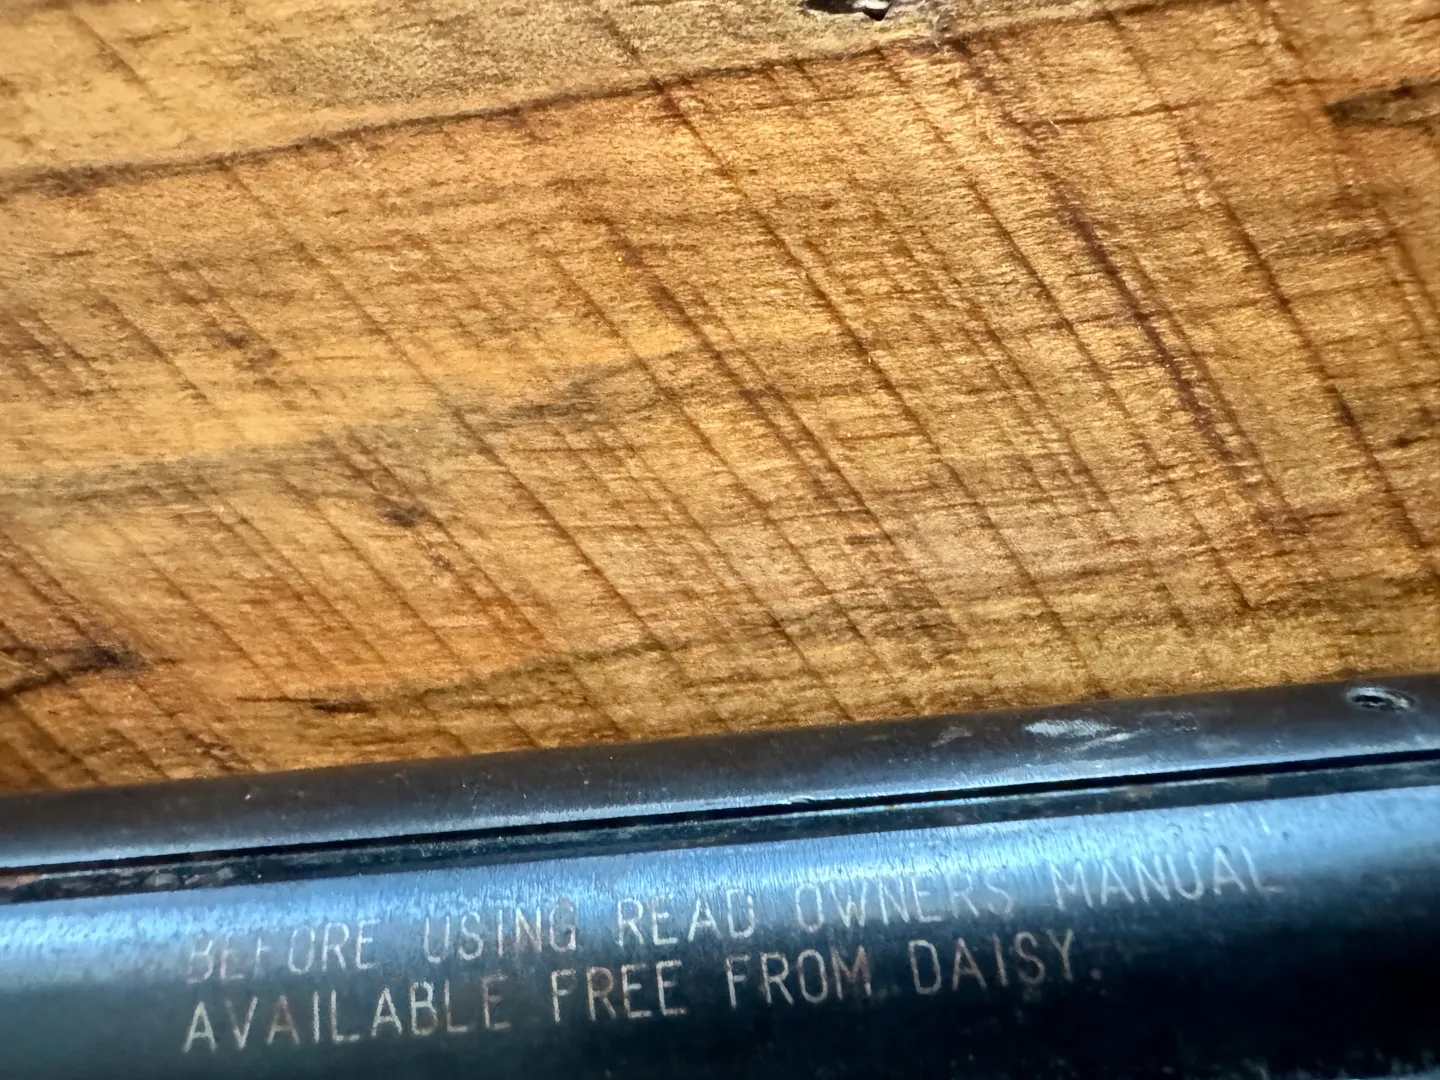 BEFORE USING READ OWNERS MANUAL
AVAILABLE FREE FROM DAISY.